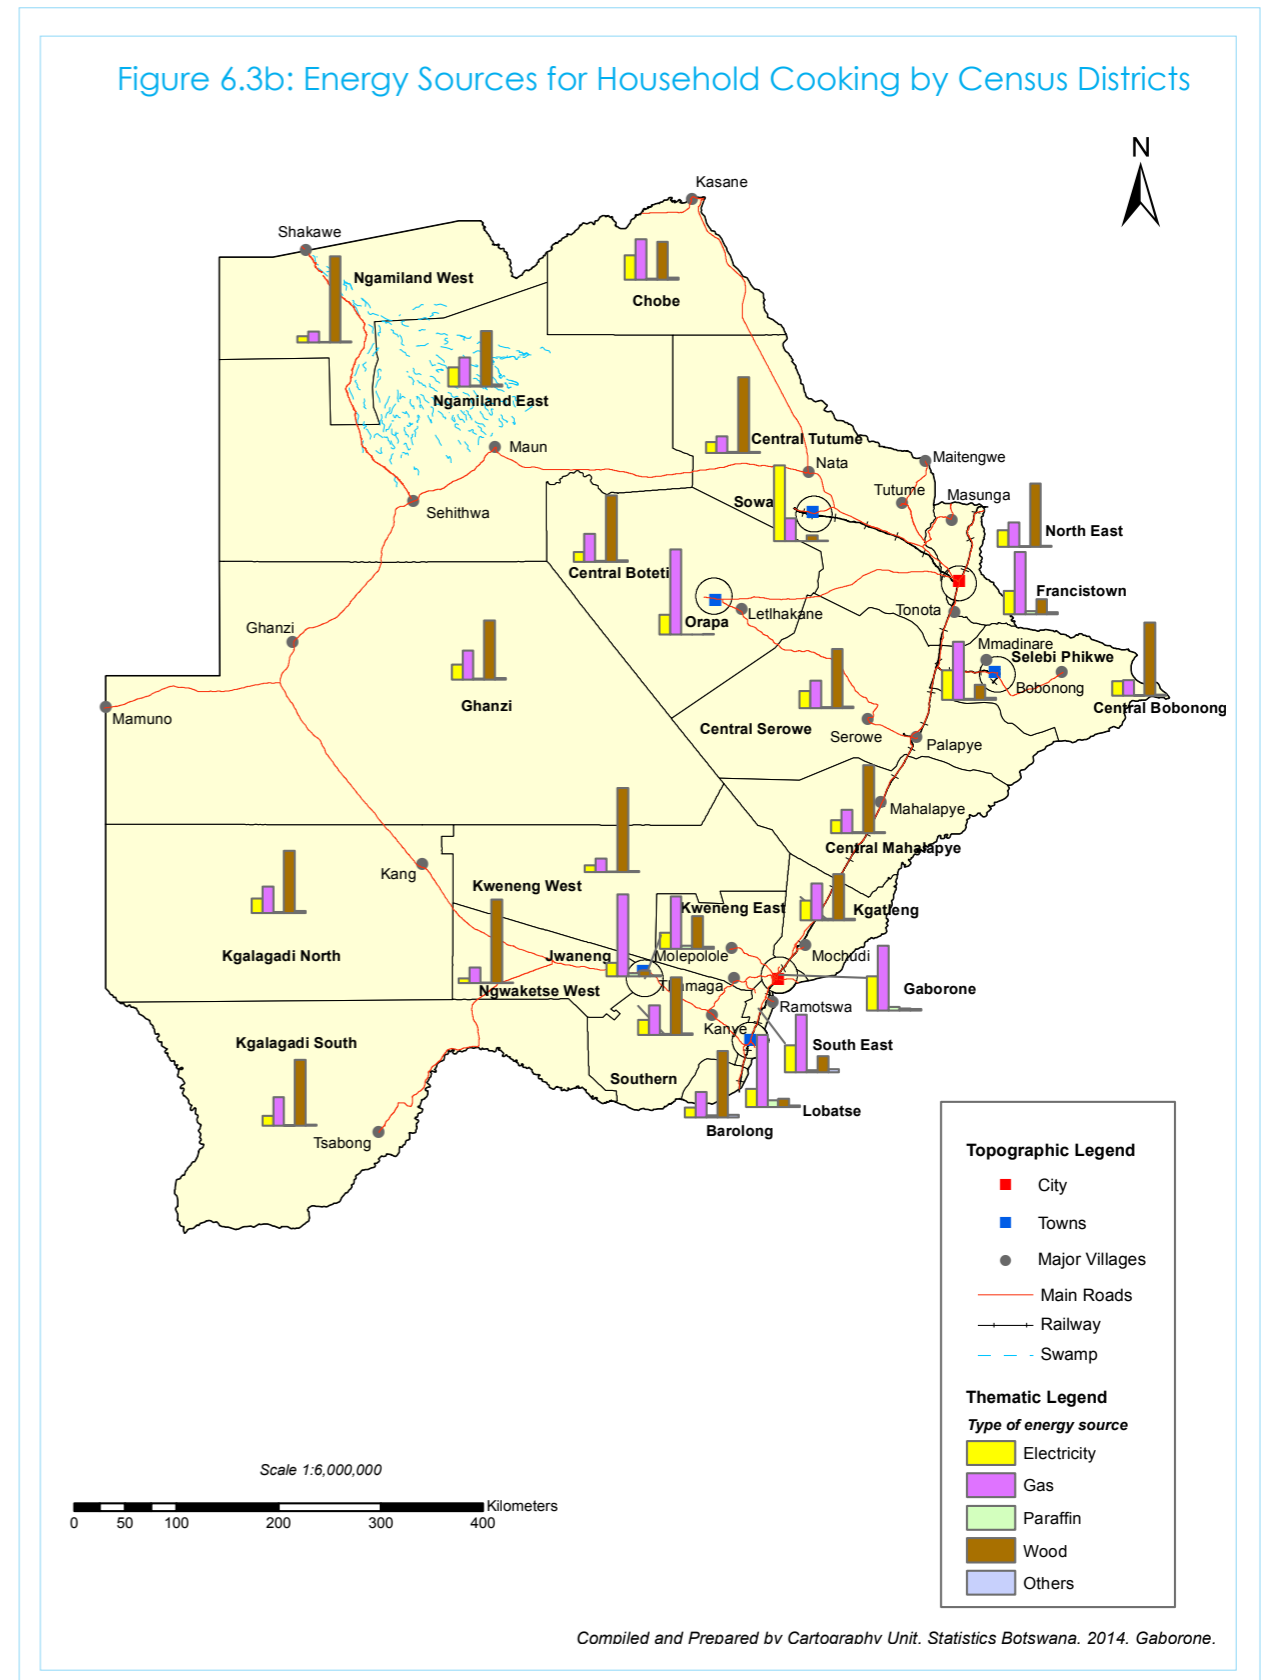 Figure 6.3b: Energy Sources for Household Cooking by Census Districts
N
Kasane
Shakawe
Ngamiland West
Chobe
Ngamiland East
Central Tutume
Maun
Nata
Maitengwe
Sehithwa
Sowa
Tutume
Masunga
North East
Central Boteti
Francistown
Orapa
Letlhakane
Tonota
Ghanzi
Mmadinare
Selebi Phikwe
Bobonong
Central Bobonong
Ghanzi
Mamuno
Central Serowe
Serowe
Palapye
Mahalapye
Central Mahalapye
Kang
Kweneng West
Kweneng East
Kgatleng
Kgalagadi North
Jwaneng
Molepolole
Mochudi
Ngwaketse West
Gaborone
Ramotswa
Kanye
South East
Kgalagadi South
Southern
Lobatse
Barolong
Tsabong
Topographic Legend
City
Towns
Major Villages
Main Roads
Railway
Swamp
Thematic Legend
Type of energy source
Electricity
Gas
Paraffin
Wood
Others
Scale 1:6,000,000
Kilometers
0 50 100 200 300 400
Compiled and Prepared by Cartography Unit, Statistics Botswana, 2014, Gaborone.